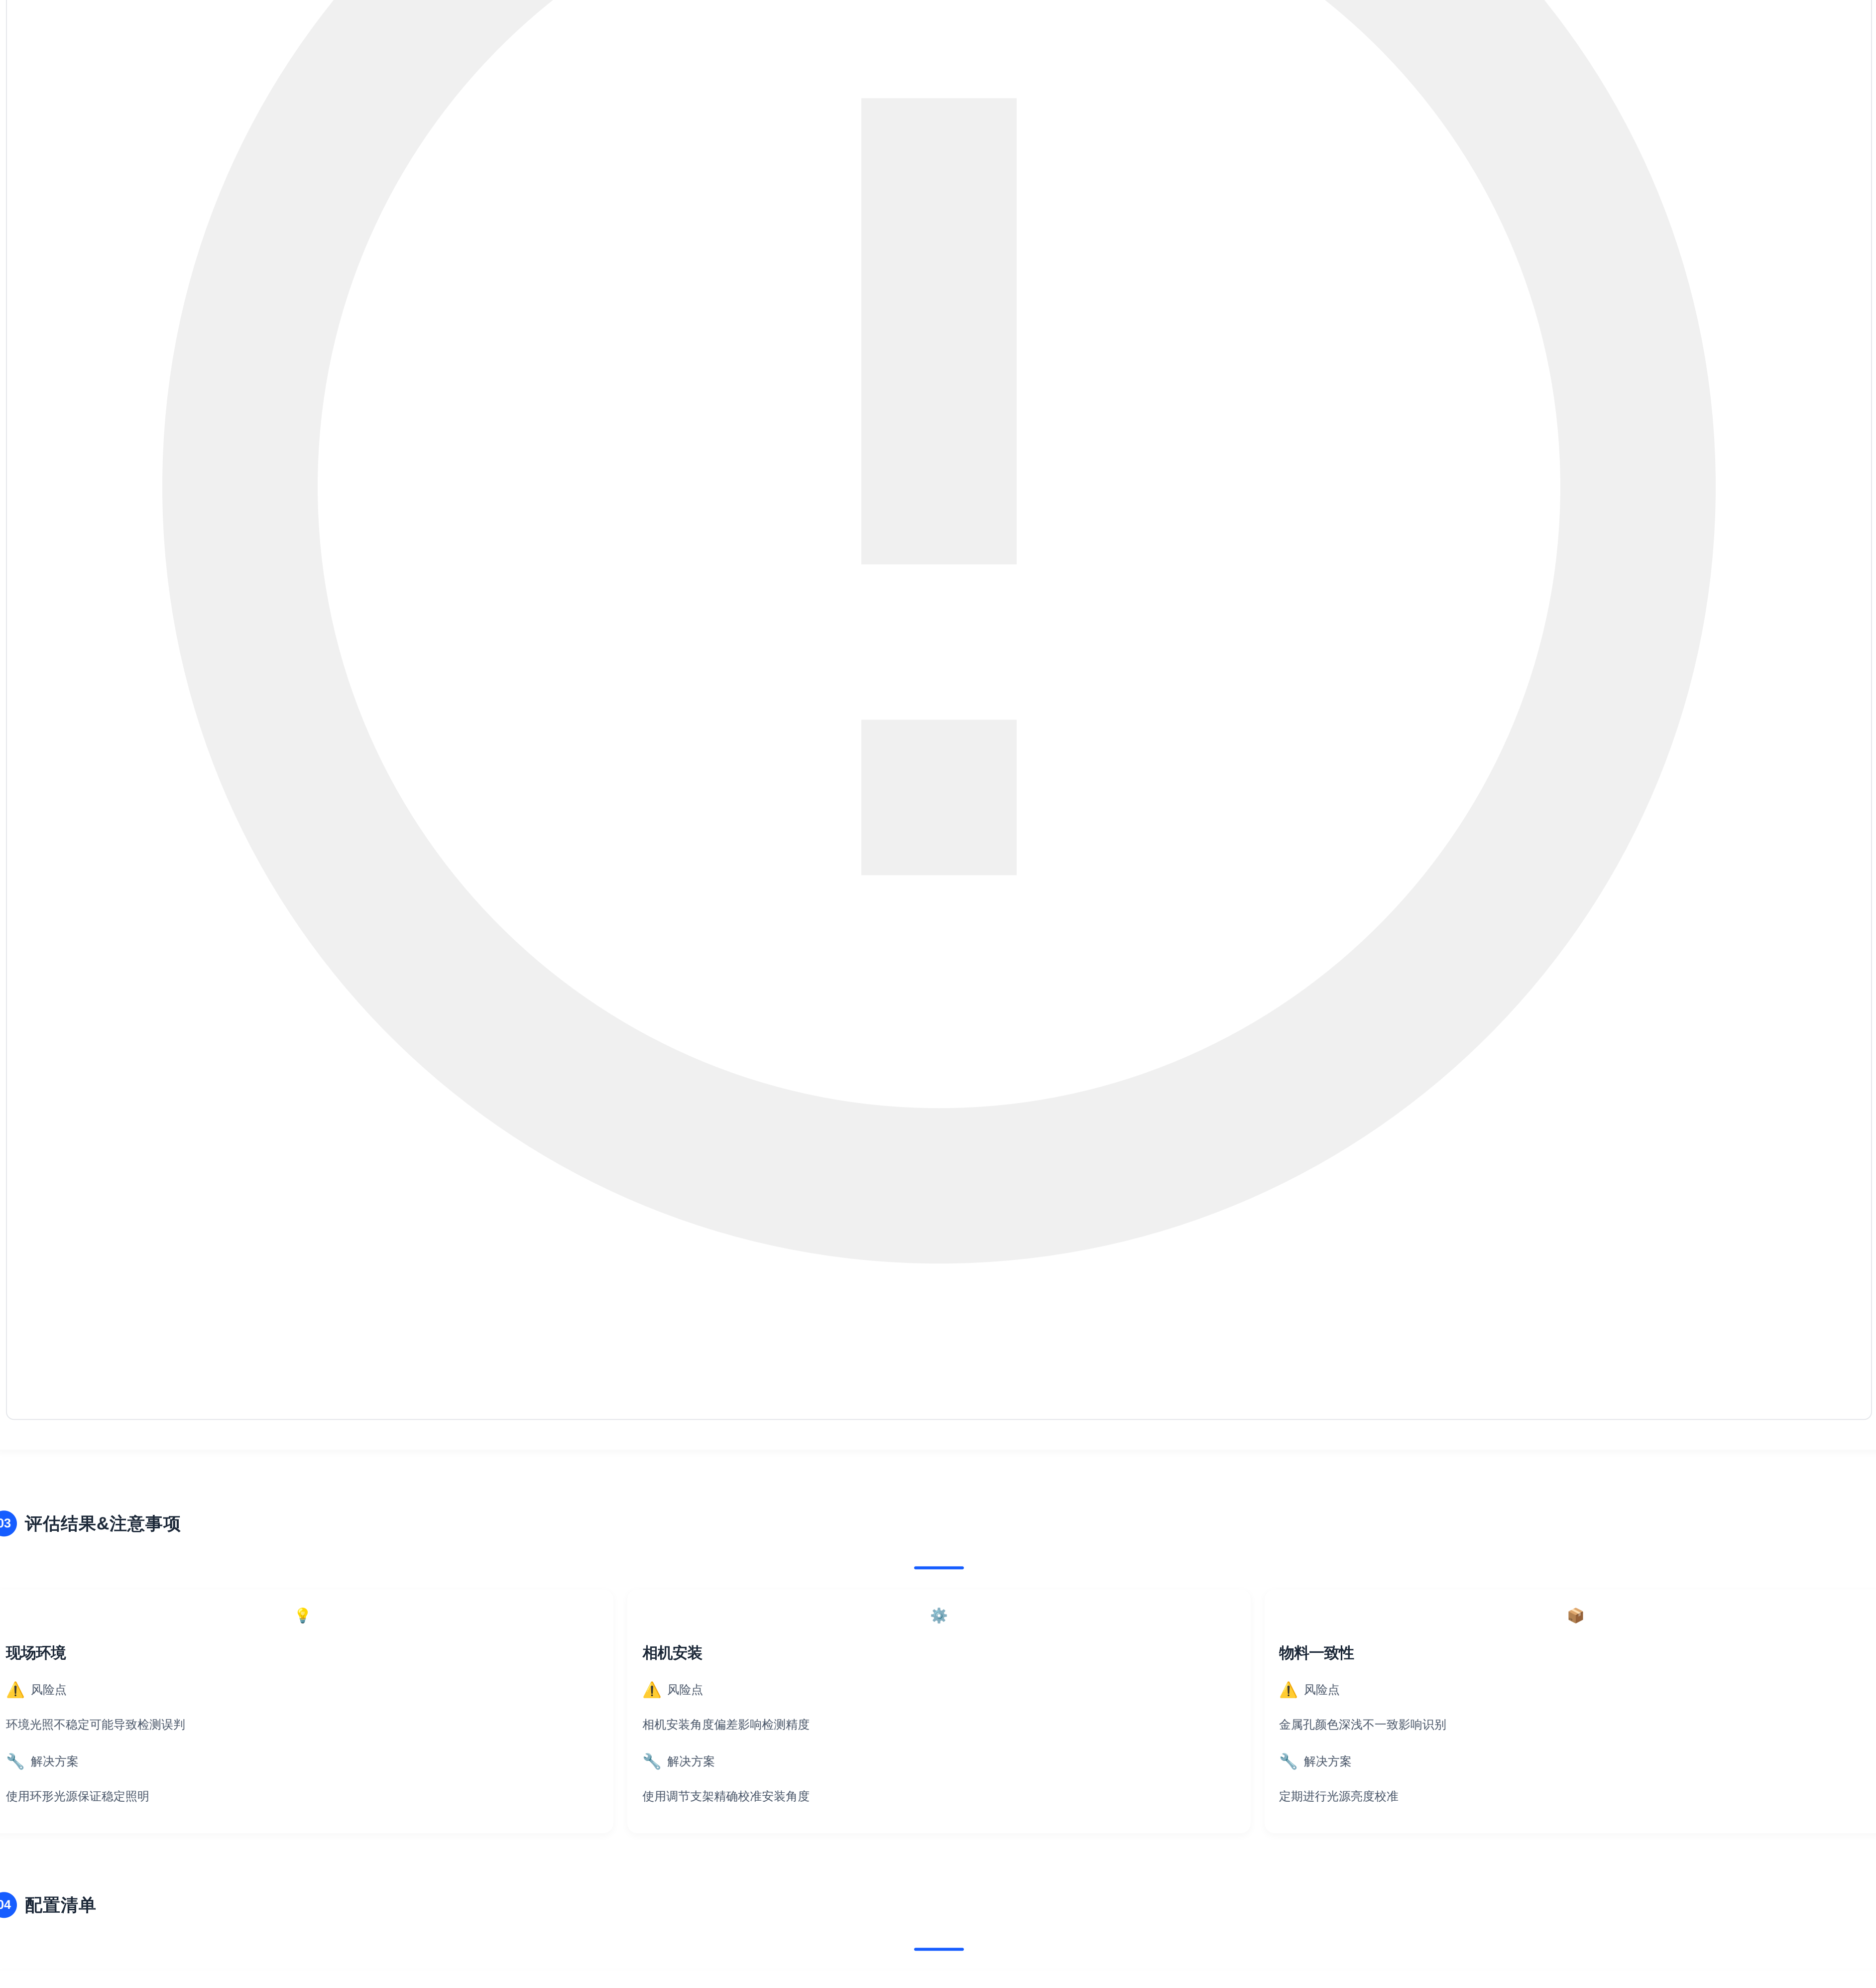 03 评估结果&注意事项
现场环境
风险点
环境光照不稳定可能导致检测误判
解决方案
使用环形光源保证稳定照明
相机安装
风险点
相机安装角度偏差影响检测精度
解决方案
使用调节支架精确校准安装角度
物料一致性
风险点
金属孔颜色深浅不一致影响识别
解决方案
定期进行光源亮度校准
04 配置清单